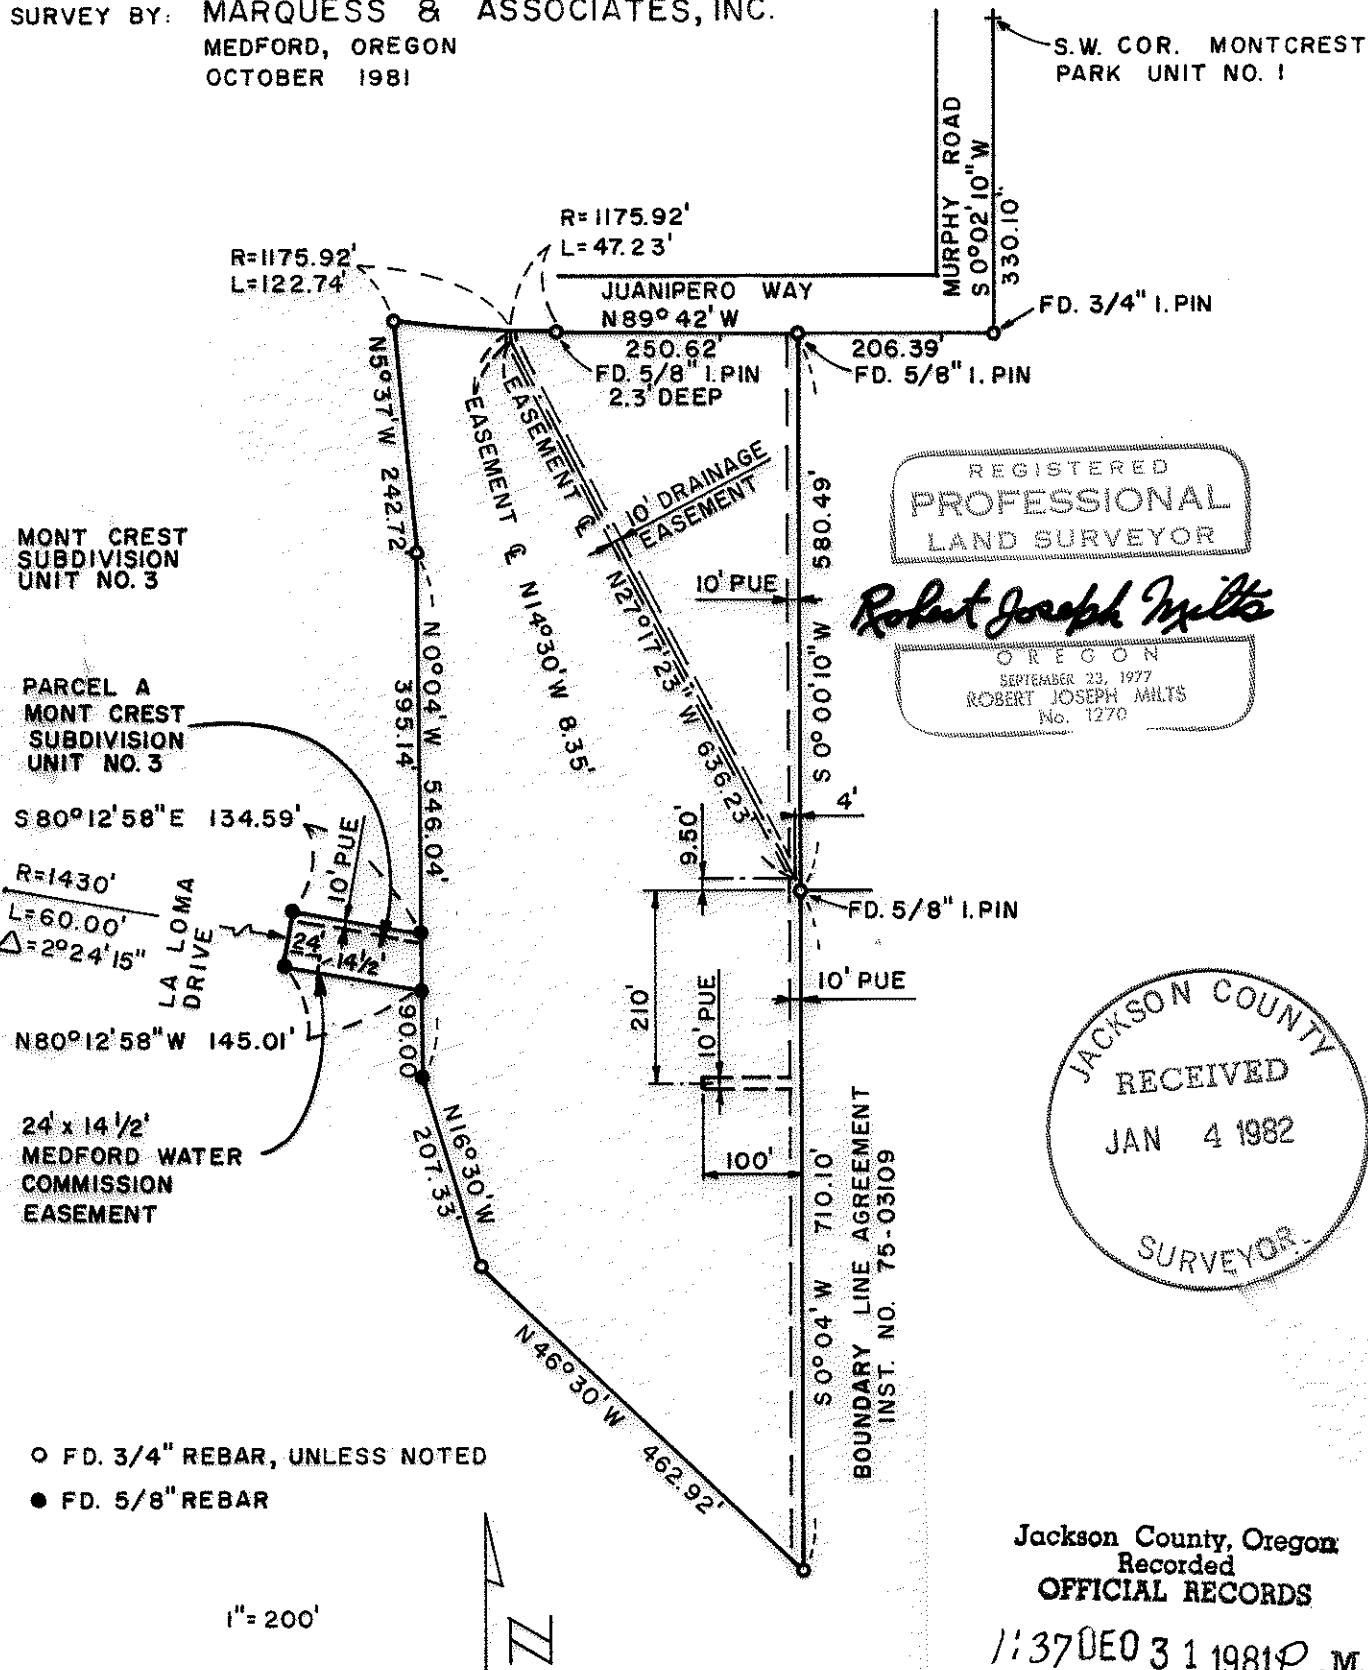 SURVEY BY: MARQUESS & ASSOCIATES, INC.
MEDFORD, OREGON
OCTOBER 1981
S.W. COR. MONTCREST
PARK UNIT NO. 1
MURPHY ROAD
S 0°02'10" W
330.10'
R=1175.92'
L=47.23'
R=1175.92'
L=122.74'
JUANIPERO WAY
N89°42'W
250.62'
206.39'
FD. 3/4" I. PIN
FD. 5/8" I. PIN
2.3' DEEP
FD. 5/8" I. PIN
N5°37'W 242.72'
EASEMENT ℄ N14°30'W 8.35'
EASEMENT ℄ N27°17'23"W 636.23'
10' DRAINAGE
EASEMENT
10' PUE
S 0°00'10"W 580.49'
REGISTERED
PROFESSIONAL
LAND SURVEYOR
Robert Joseph Milts
OREGON
SEPTEMBER 23, 1977
ROBERT JOSEPH MILTS
No. 1270
MONT CREST
SUBDIVISION
UNIT NO. 3
PARCEL A
MONT CREST
SUBDIVISION
UNIT NO. 3
N 0°04'W 546.04'
395.14'
S 80°12'58"E 134.59'
10' PUE
R=1430'
L=60.00'
Δ=2°24'15"
LA LOMA
DRIVE
24'
14½'
N80°12'58"W 145.01'
90.00
24' x 14½'
MEDFORD WATER
COMMISSION
EASEMENT
4'
9.50'
FD. 5/8" I. PIN
210'
10' PUE
10' PUE
100'
N16°30'W
207.33'
S 0°04'W 710.10'
BOUNDARY LINE AGREEMENT
INST. NO. 75-03109
N 46°30'W 462.92'
JACKSON COUNTY
RECEIVED
JAN 4 1982
SURVEYOR
○ FD. 3/4" REBAR, UNLESS NOTED
● FD. 5/8" REBAR
1"= 200'
Jackson County, Oregon
Recorded
OFFICIAL RECORDS
1:37 DEC 31 1981 P.M.